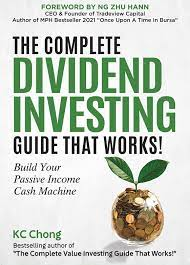 FOREWORD BY NG ZHU HANN
CEO & Founder of Tradeview Capital
Author of MPH Bestseller 2021 "Once Upon A Time In Bursa"
THE COMPLETE
DIVIDEND
INVESTING
GUIDE THAT WORKS!
Build Your
Passive Income
Cash Machine
KC Chong
Bestselling author of
"The Complete Value Investing Guide That Works!"